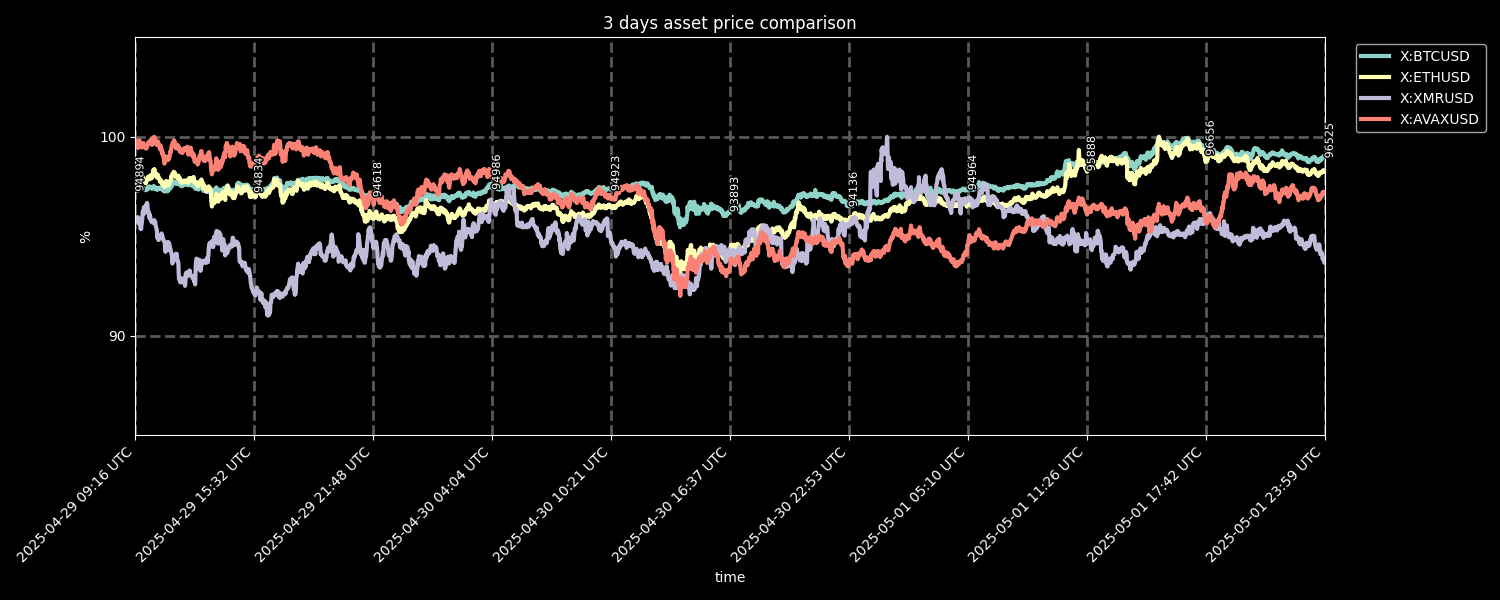 3 days asset price comparison
X:BTCUSD
X:ETHUSD
X:XMRUSD
X:AVAXUSD
%
100
90
94894
94834
94618
94986
94923
93893
94136
94964
95888
96656
96525
2025-04-29 09:16 UTC
2025-04-29 15:32 UTC
2025-04-29 21:48 UTC
2025-04-30 04:04 UTC
2025-04-30 10:21 UTC
2025-04-30 16:37 UTC
2025-04-30 22:53 UTC
2025-05-01 05:10 UTC
2025-05-01 11:26 UTC
2025-05-01 17:42 UTC
2025-05-01 23:59 UTC
time